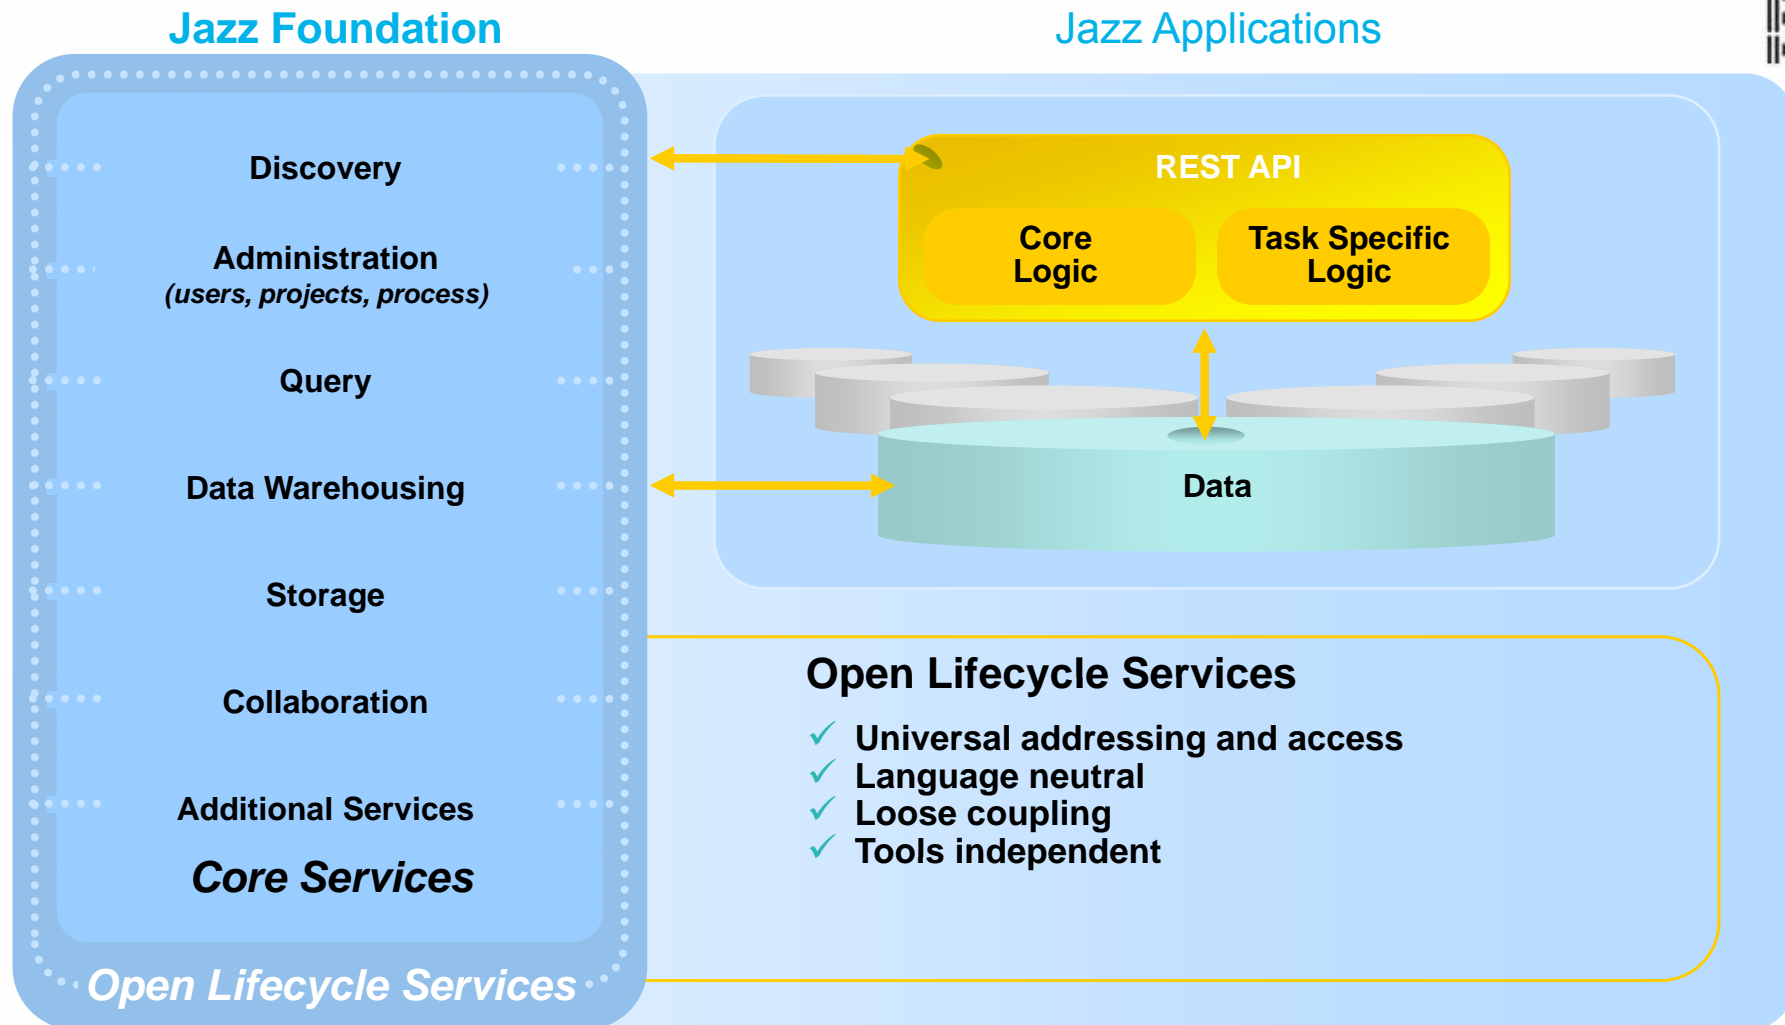 Jazz Foundation
Jazz Applications
Discovery
Administration
(users, projects, process)
Query
Data Warehousing
Storage
Collaboration
Additional Services
Core Services
Open Lifecycle Services
REST API
Core
Logic
Task Specific
Logic
Data
Open Lifecycle Services
✓ Universal addressing and access
✓ Language neutral
✓ Loose coupling
✓ Tools independent